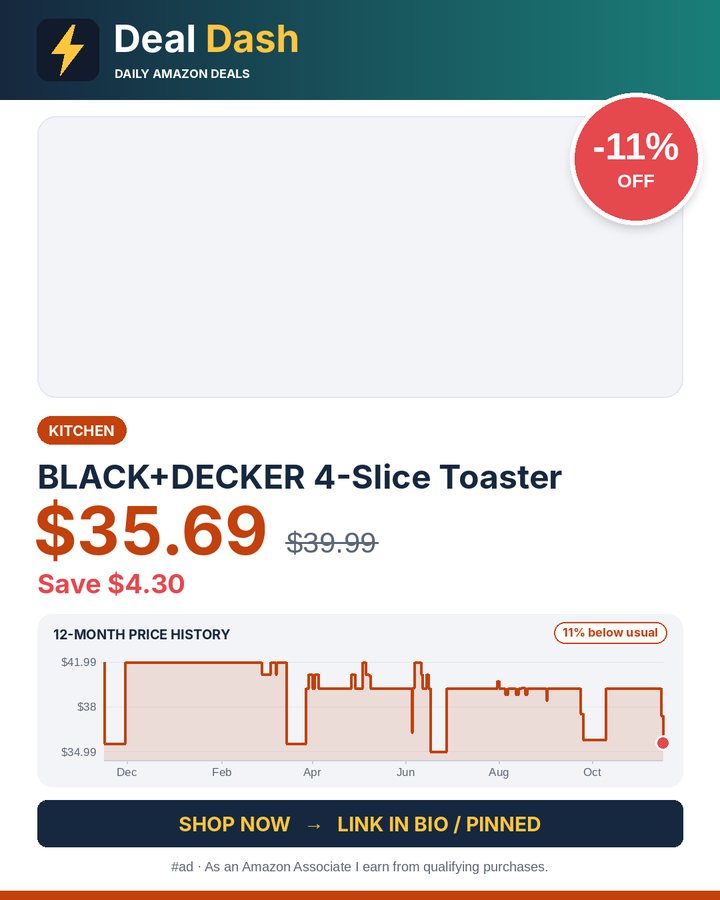 Deal Dash
DAILY AMAZON DEALS
-11%
OFF
KITCHEN
BLACK+DECKER 4-Slice Toaster
$35.69 $39.99
Save $4.30
12-MONTH PRICE HISTORY
11% below usual
$41.99
$38
$34.99
Dec Feb Apr Jun Aug Oct
SHOP NOW → LINK IN BIO / PINNED
#ad · As an Amazon Associate I earn from qualifying purchases.